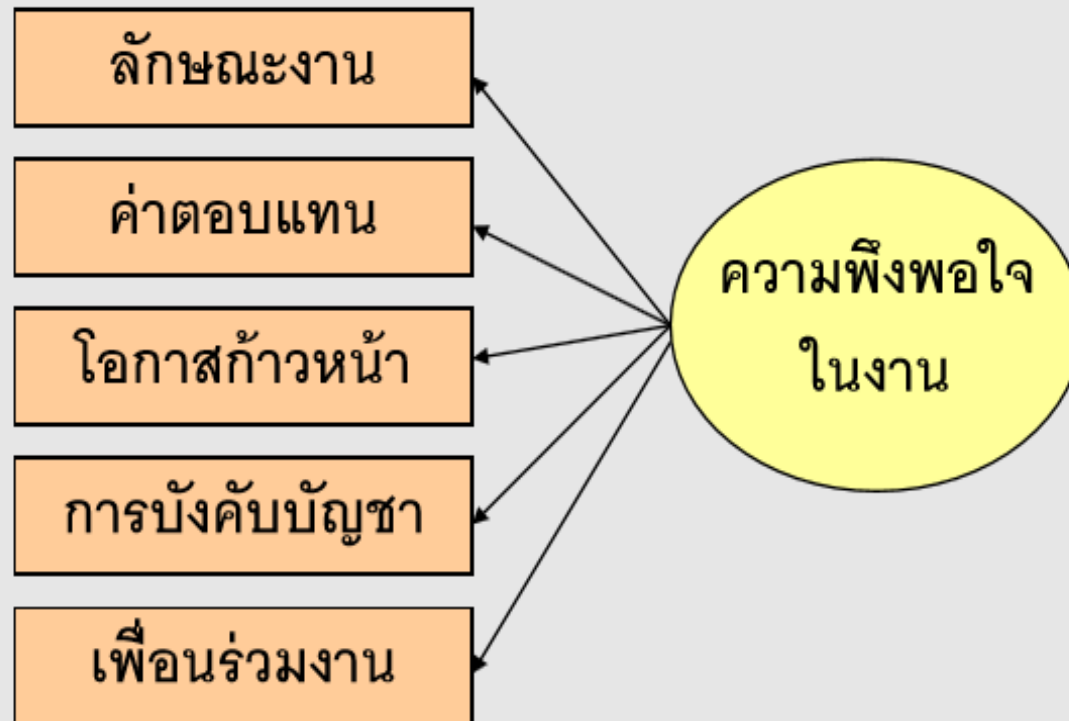 ลักษณะงาน
ค่าตอบแทน
โอกาสก้าวหน้า
การบังคับบัญชา
เพื่อนร่วมงาน
ความพึงพอใจ
ในงาน